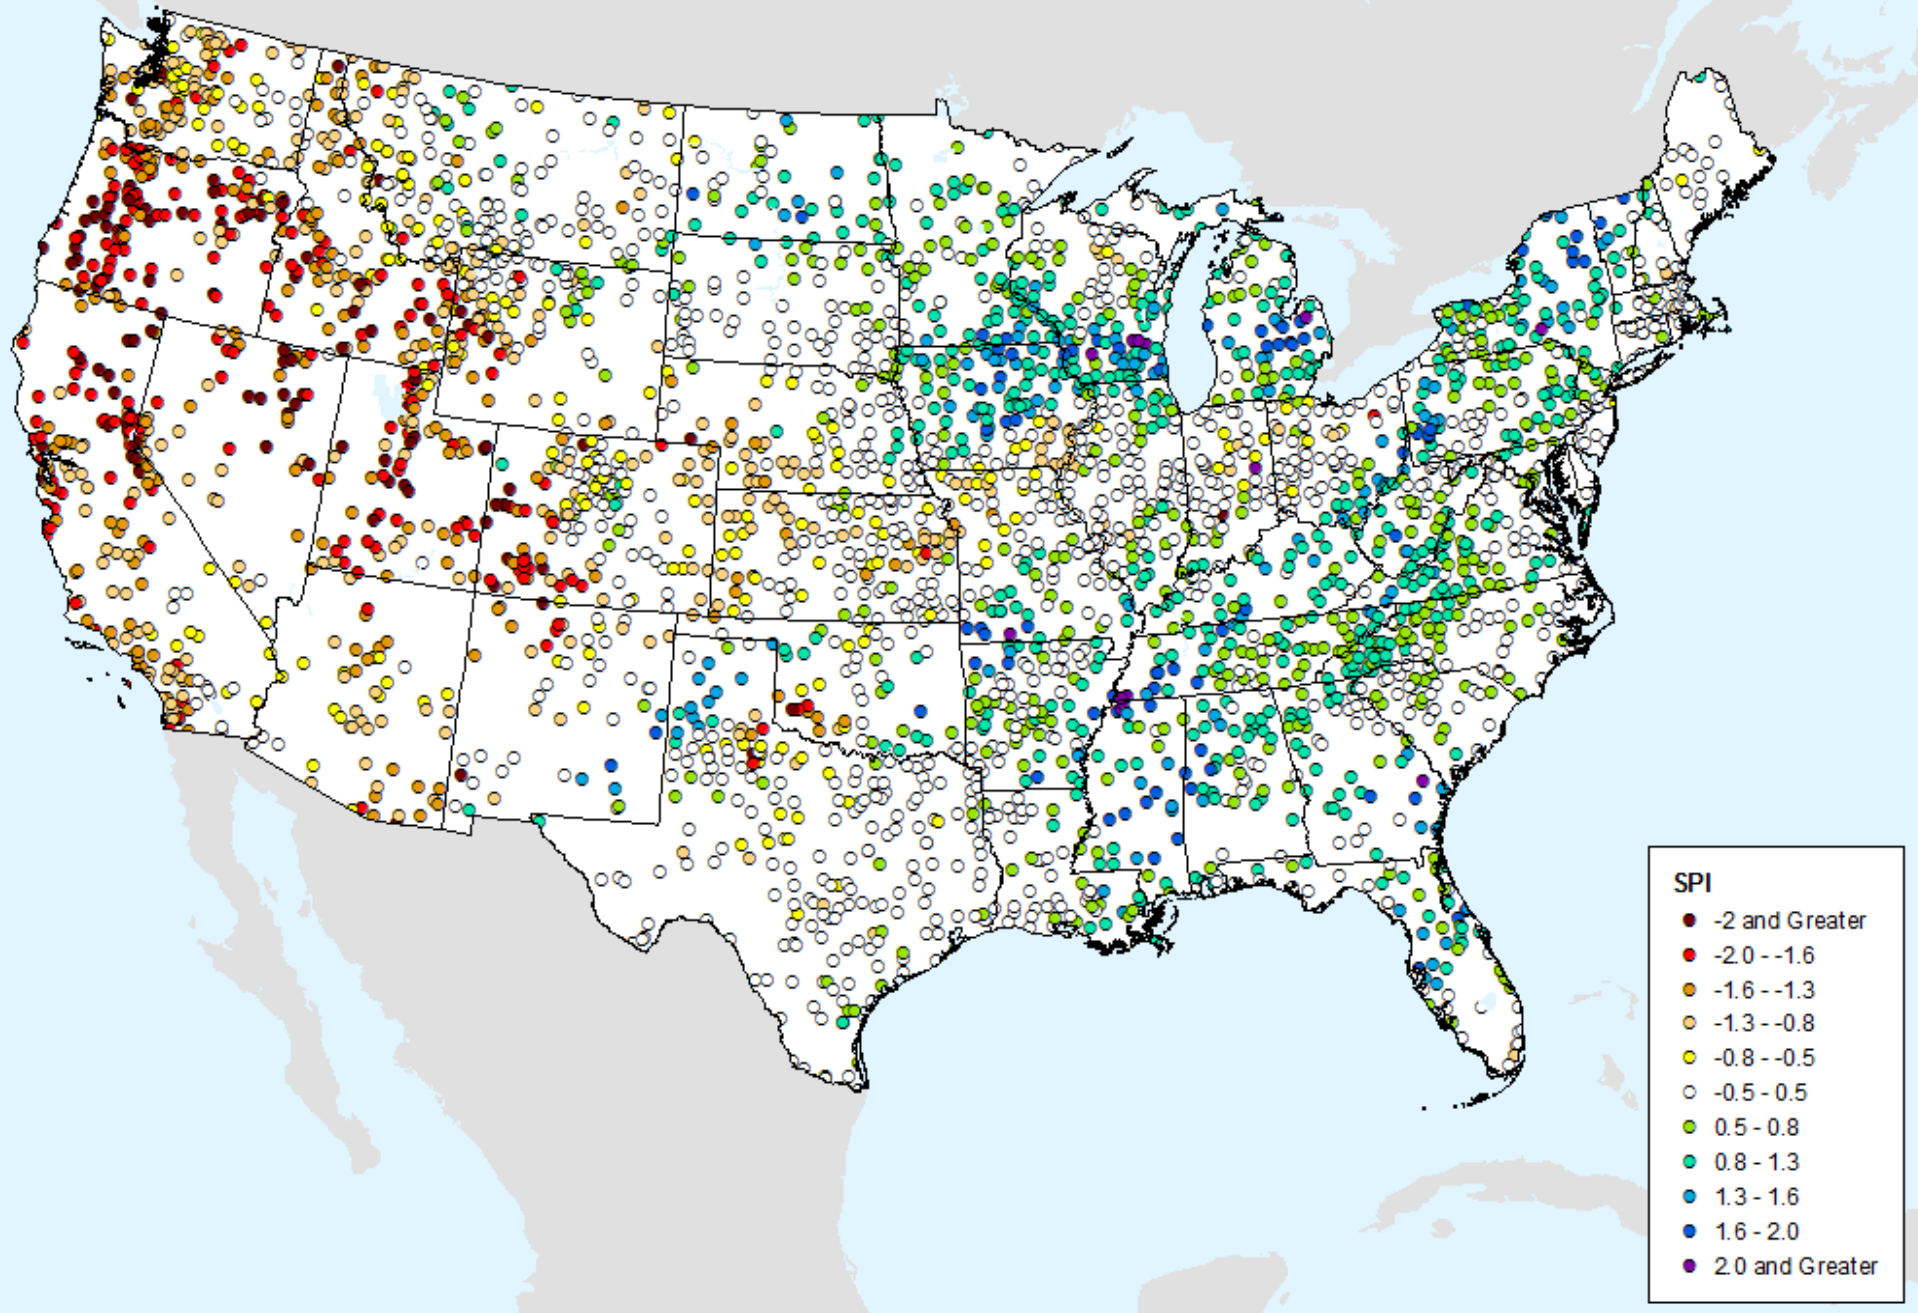 SPI
-2 and Greater
-2.0 - -1.6
-1.6 - -1.3
-1.3 - -0.8
-0.8 - -0.5
-0.5 - 0.5
0.5 - 0.8
0.8 - 1.3
1.3 - 1.6
1.6 - 2.0
2.0 and Greater